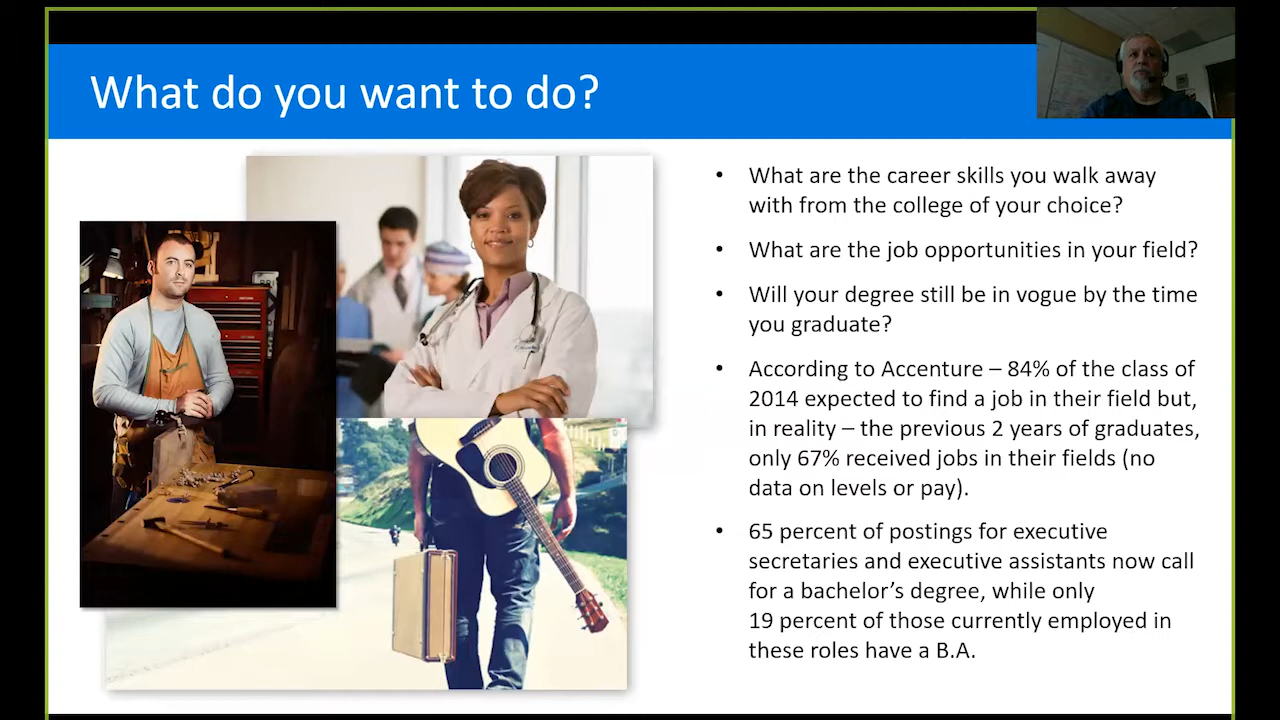 What do you want to do?
• What are the career skills you walk away
with from the college of your choice?
• What are the job opportunities in your field?
• Will your degree still be in vogue by the time
you graduate?
• According to Accenture – 84% of the class of
2014 expected to find a job in their field but,
in reality – the previous 2 years of graduates,
only 67% received jobs in their fields (no
data on levels or pay).
• 65 percent of postings for executive
secretaries and executive assistants now call
for a bachelor’s degree, while only
19 percent of those currently employed in
these roles have a B.A.